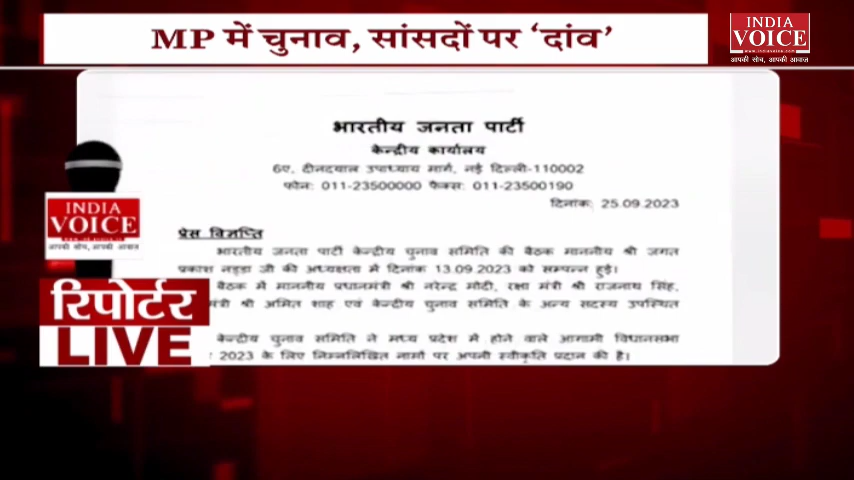 MP में चुनाव, सांसदों पर ‘दांव’
INDIA
VOICE
www.indiavoice.com
आपकी सोच, आपकी आवाज़
भारतीय जनता पार्टी
केन्द्रीय कार्यालय
6ए, दीनदयाल उपाध्याय मार्ग, नई दिल्ली-110002
फोन: 011-23500000 फैक्स: 011-23500190
दिनांक: 25.09.2023
प्रेस विज्ञप्ति
भारतीय जनता पार्टी केन्द्रीय चुनाव समिति की बैठक माननीय श्री जगत
प्रकाश नड्डा जी की अध्यक्षता में दिनांक 13.09.2023 को सम्पन्न हुई।
बैठक में माननीय प्रधानमंत्री श्री नरेन्द्र मोदी, रक्षा मंत्री श्री राजनाथ सिंह,
मंत्री श्री अमित शाह एवं केन्द्रीय चुनाव समिति के अन्य सदस्य उपस्थित
केन्द्रीय चुनाव समिति ने मध्य प्रदेश में होने वाले आगामी विधानसभा
2023 के लिए निम्नलिखित नामों पर अपनी स्वीकृति प्रदान की है।
INDIA
VOICE
आपकी सोच, आपकी आवाज़
रिपोर्टर
LIVE